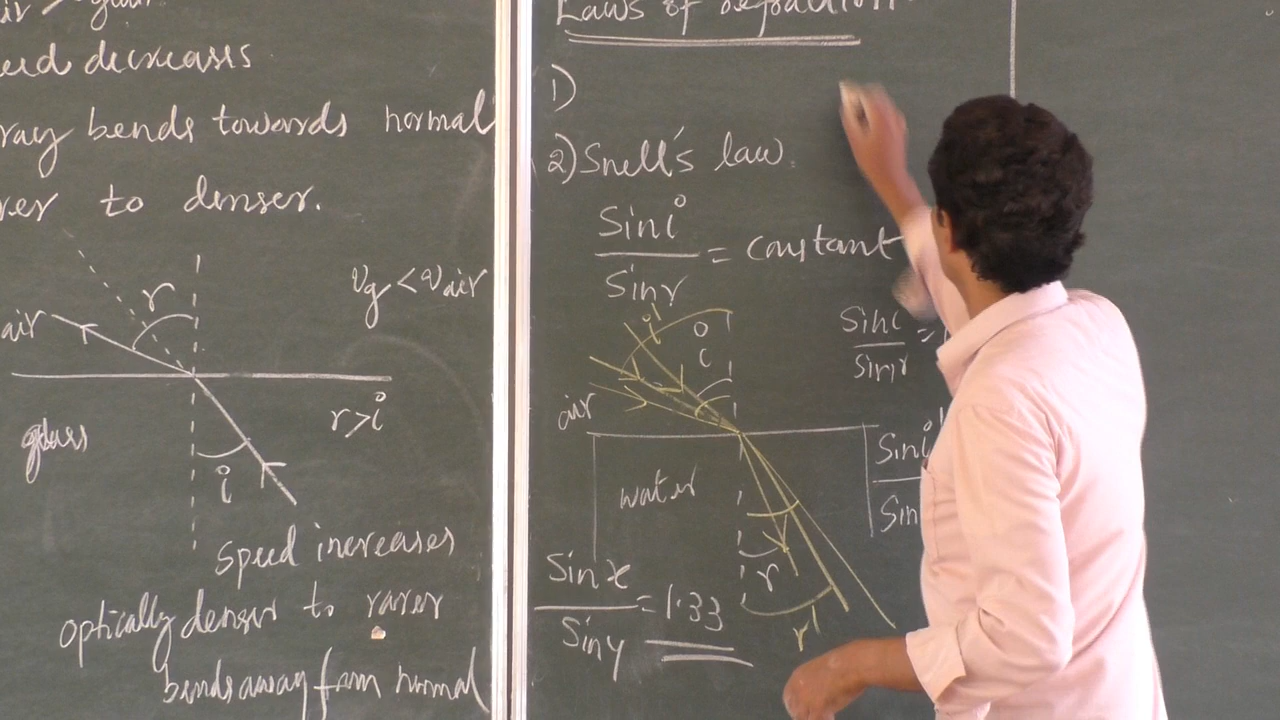 speed decreases
ray bends towards normal
to denser.
r
vg < vair
air
glass
r>i
i
speed increases
optically denser to rarer
bends away farm normal
Laws of refraction
1)
2) Snell's law.
Sin i
= constant
Sin r
i'
i
Sin i
=
Sin r
air
water
Sin i
Sin
r
r'
Sin x
= 1.33
Sin y